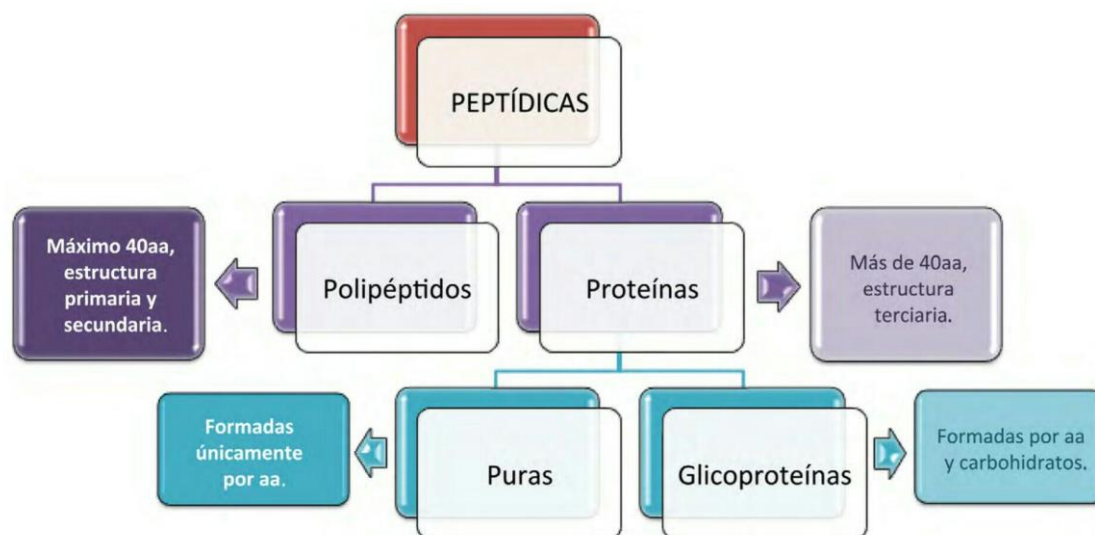 PEPTÍDICAS
Máximo 40aa,
estructura
primaria y
secundaria.
Polipéptidos
Proteínas
Más de 40aa,
estructura
terciaria.
Formadas
únicamente
por aa.
Puras
Glicoproteínas
Formadas por aa
y carbohidratos.